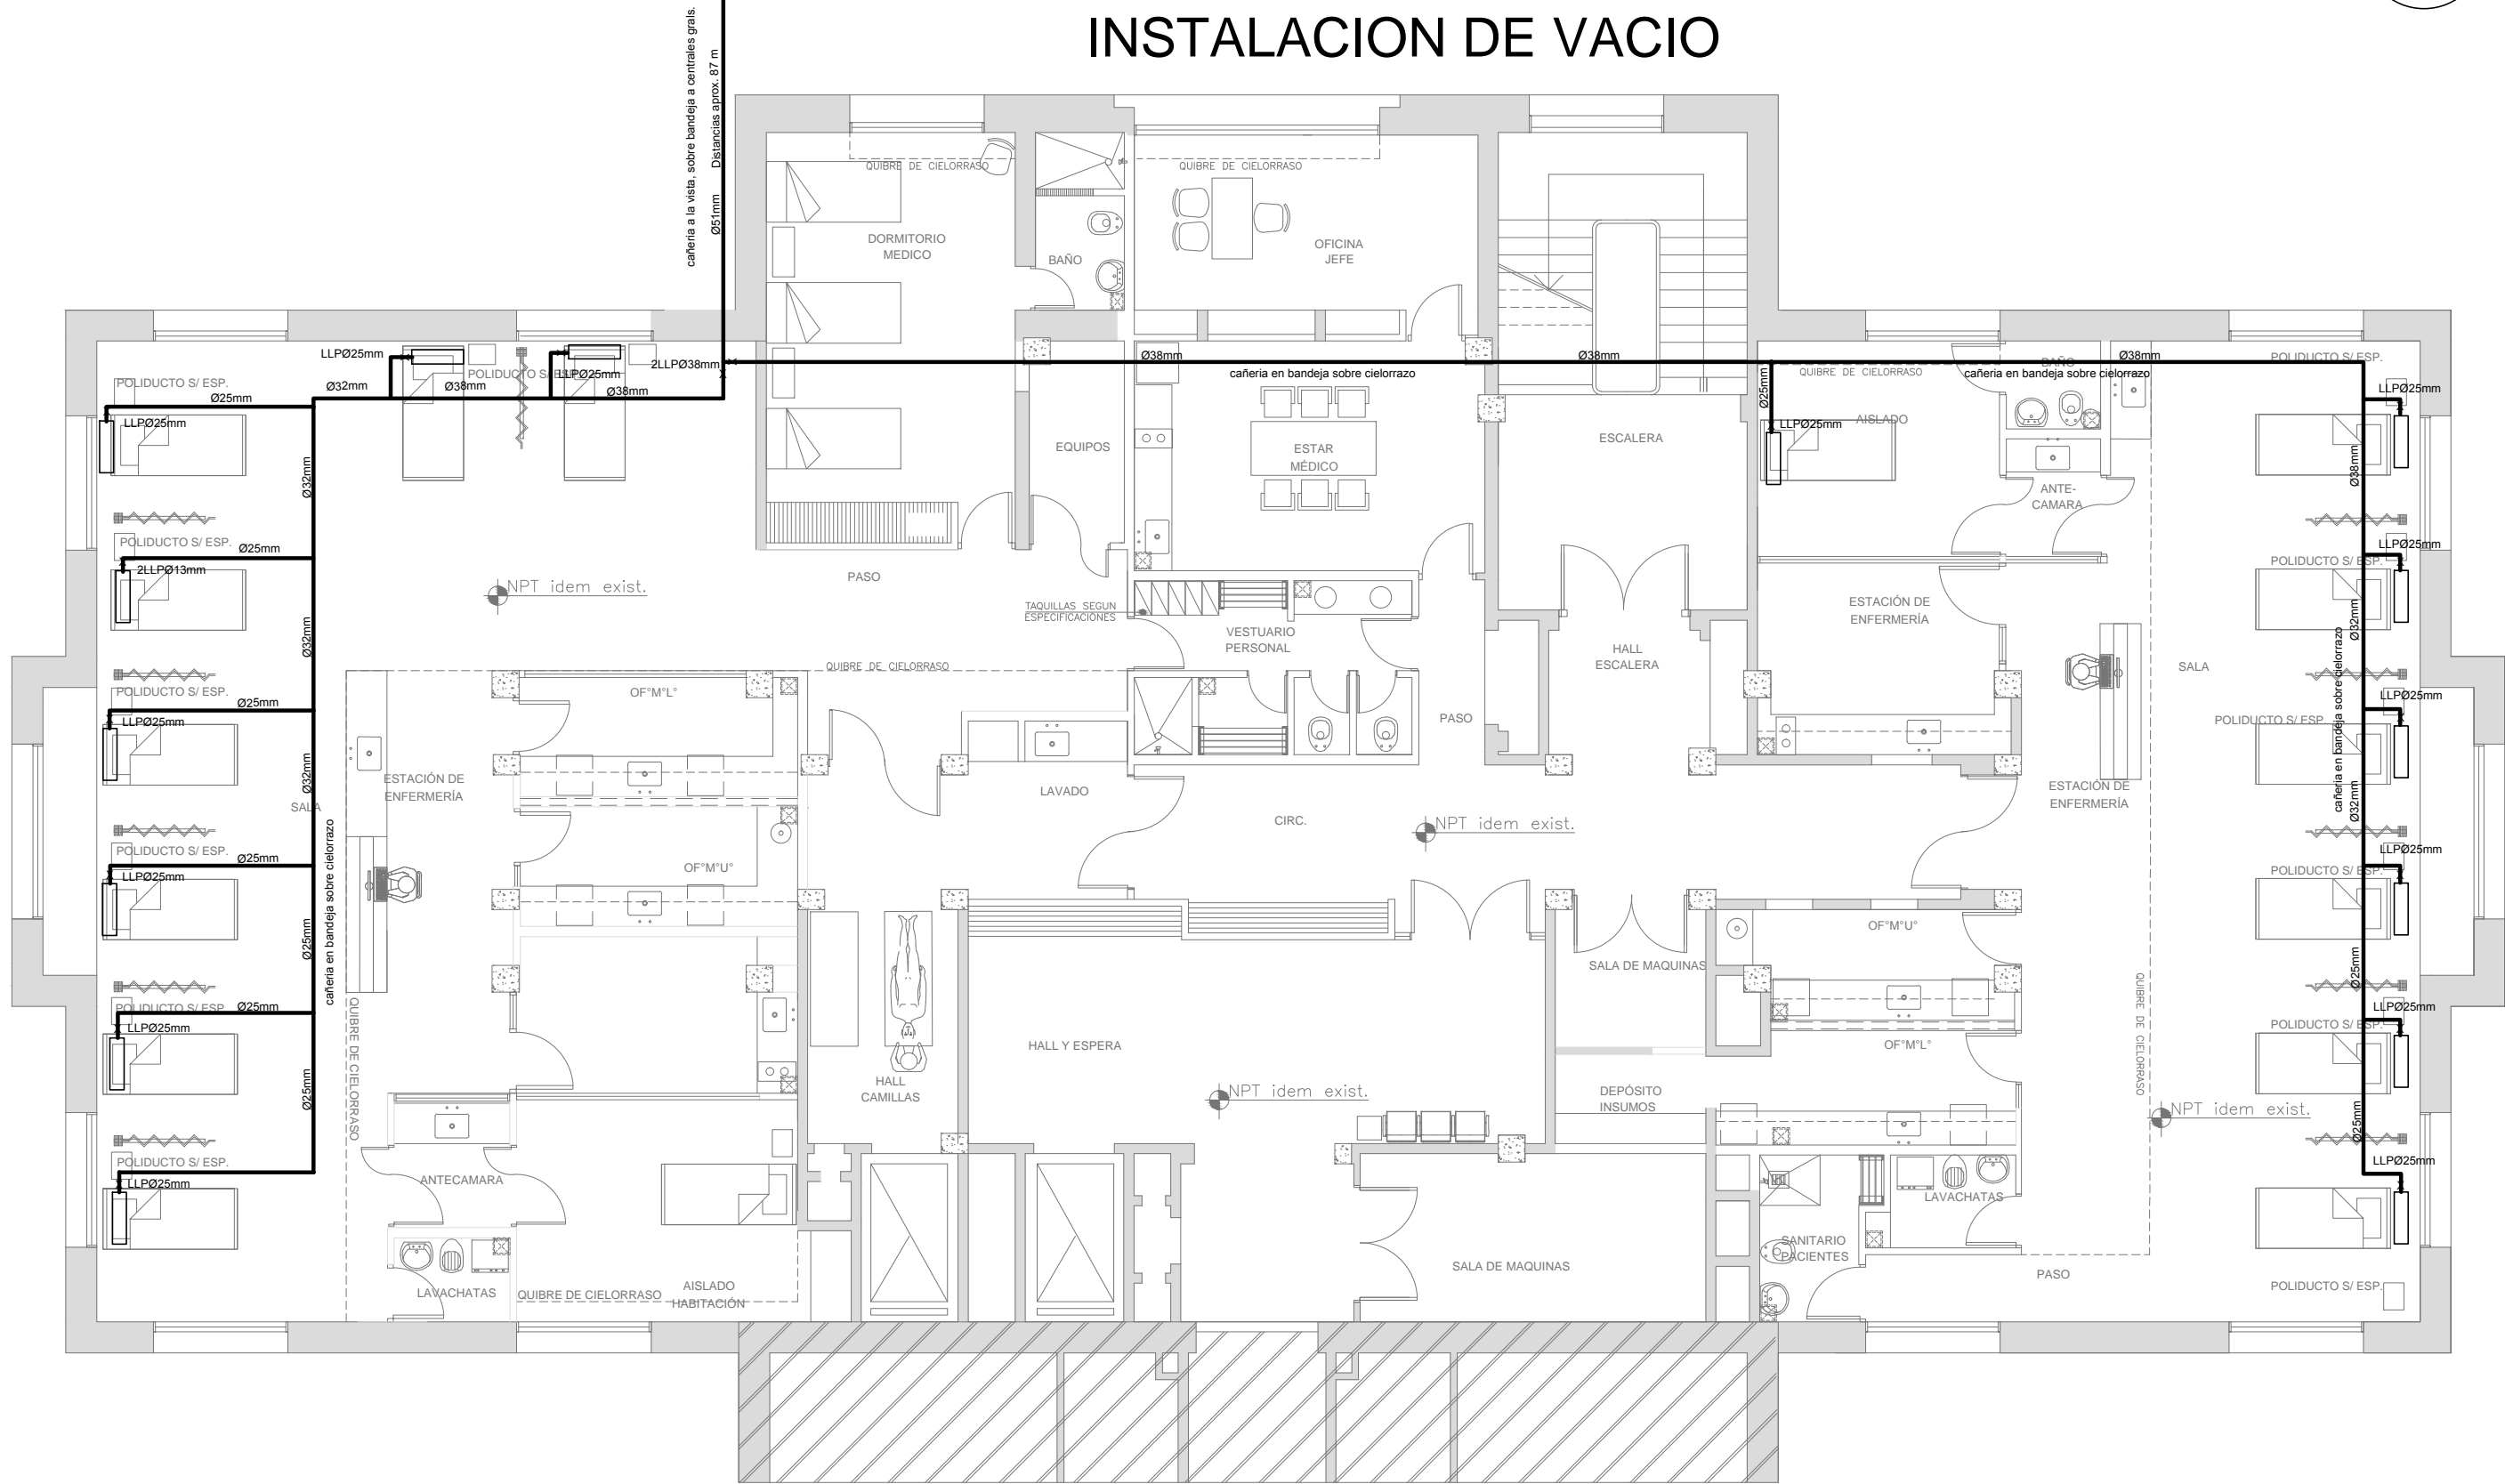 INSTALACION DE VACIO
cañeria a la vista, sobre bandeja a centrales grals.
Ø51mm Distancias aprox. 87 m
QUIBRE DE CIELORRASO
QUIBRE DE CIELORRASO
DORMITORIO
MEDICO
BAÑO
OFICINA
JEFE
LLPØ25mm
POLIDUCTO S/ ESP.
LLPØ25mm
2LLPØ38mm
Ø38mm
cañeria en bandeja sobre cielorrazo
Ø38mm
Ø38mm
BAÑO
cañeria en bandeja sobre cielorrazo
QUIBRE DE CIELORRASO
POLIDUCTO S/ ESP.
POLIDUCTO S/ ESP.
Ø32mm
Ø38mm
Ø38mm
Ø25mm
Ø25mm
LLPØ25mm
LLPØ25mm
LLPØ25mm
AISLADO
Ø32mm
EQUIPOS
ESTAR
MÉDICO
ESCALERA
Ø38mm
ANTE-
CAMARA
POLIDUCTO S/ ESP.
Ø25mm
2LLPØ13mm
LLPØ25mm
POLIDUCTO S/ ESP.
NPT idem exist.
PASO
TAQUILLAS SEGUN
ESPECIFICACIONES
VESTUARIO
PERSONAL
ESTACIÓN DE
ENFERMERÍA
HALL
ESCALERA
Ø32mm
Ø32mm
QUIBRE DE CIELORRASO
SALA
POLIDUCTO S/ ESP.
Ø25mm
LLPØ25mm
OF°M°L°
PASO
LLPØ25mm
POLIDUCTO S/ ESP.
Ø32mm
SALA
ESTACIÓN DE
ENFERMERÍA
LAVADO
CIRC.
NPT idem exist.
ESTACIÓN DE
ENFERMERÍA
cañeria en bandeja sobre cielorrazo
Ø32mm
POLIDUCTO S/ ESP.
Ø25mm
LLPØ25mm
OF°M°U°
LLPØ25mm
POLIDUCTO S/ ESP.
cañeria en bandeja sobre cielorrazo
Ø25mm
OF°M°U°
SALA DE MAQUINAS
Ø25mm
POLIDUCTO S/ ESP.
Ø25mm
LLPØ25mm
QUIBRE DE CIELORRASO
HALL Y ESPERA
OF°M°L°
QUIBRE DE CIELORRASO
LLPØ25mm
POLIDUCTO S/ ESP.
Ø25mm
HALL
CAMILLAS
NPT idem exist.
DEPÓSITO
INSUMOS
NPT idem exist.
Ø25mm
POLIDUCTO S/ ESP.
LLPØ25mm
ANTECAMARA
LLPØ25mm
LAVACHATAS
SANITARIO
PACIENTES
LAVACHATAS
QUIBRE DE CIELORRASO
AISLADO
HABITACIÓN
SALA DE MAQUINAS
PASO
POLIDUCTO S/ ESP.